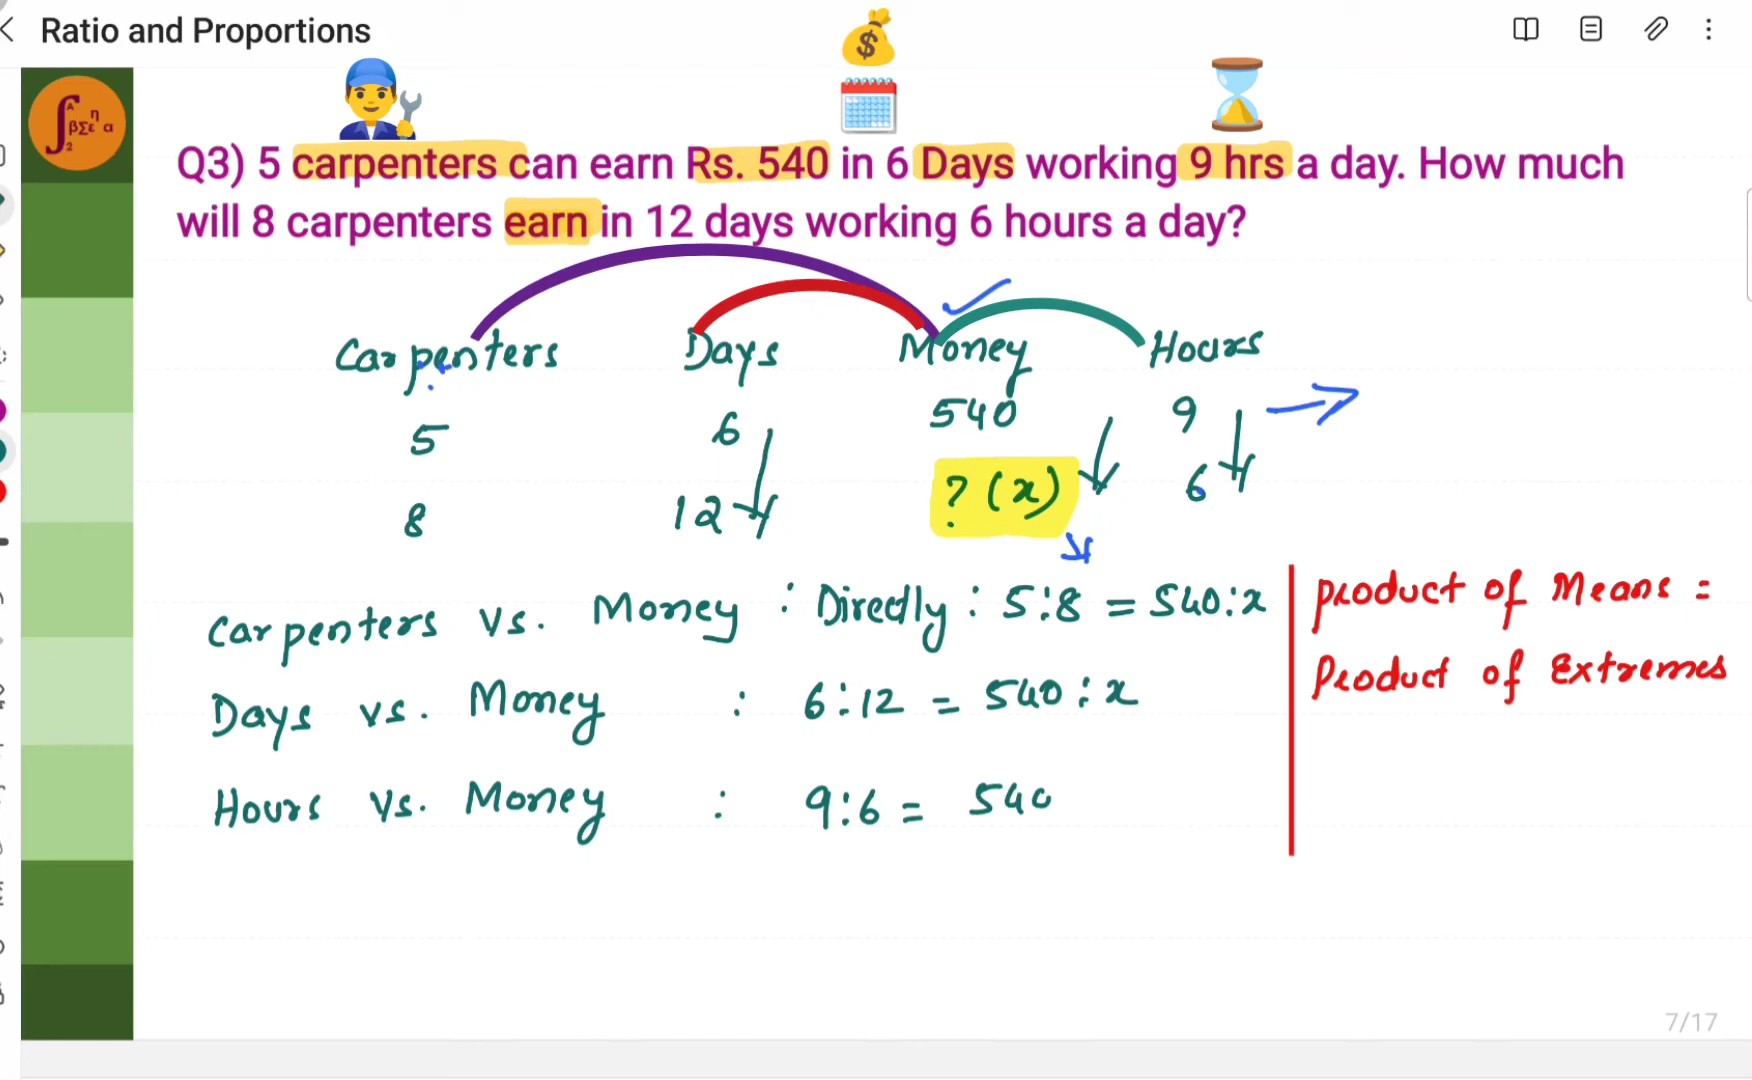 Ratio and Proportions
Q3) 5 carpenters can earn Rs. 540 in 6 Days working 9 hrs a day. How much
will 8 carpenters earn in 12 days working 6 hours a day?
Carpenters Days Money Hours
5 6 540 9
8 12 ? (x) 6
Carpenters vs. Money : Directly : 5:8 = 540:x
Days vs. Money : 6:12 = 540:x
Hours vs. Money : 9:6 = 540
product of Means =
Product of Extremes
7/17